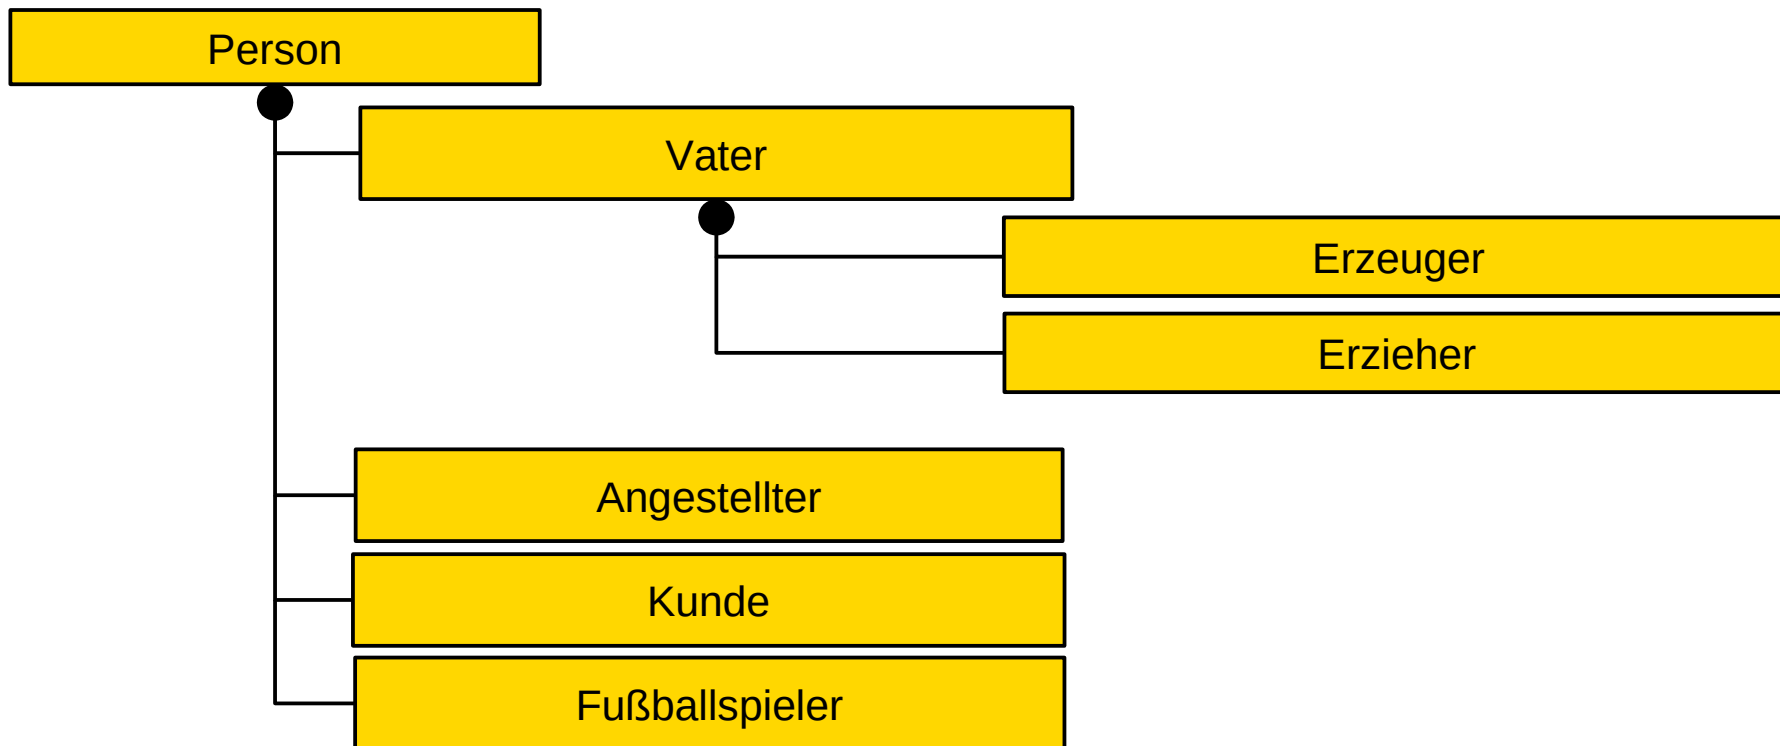 Person
Vater
Erzeuger
Erzieher
Angestellter
Kunde
Fußballspieler